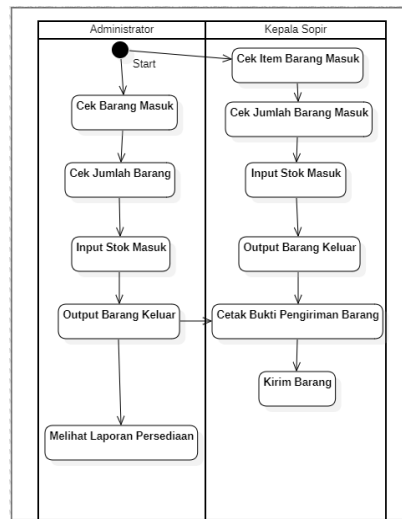 Administrator
Kepala Sopir
Start
Cek Item Barang Masuk
Cek Barang Masuk
Cek Jumlah Barang Masuk
Cek Jumlah Barang
Input Stok Masuk
Input Stok Masuk
Output Barang Keluar
Output Barang Keluar
Cetak Bukti Pengiriman Barang
Kirim Barang
Melihat Laporan Persediaan